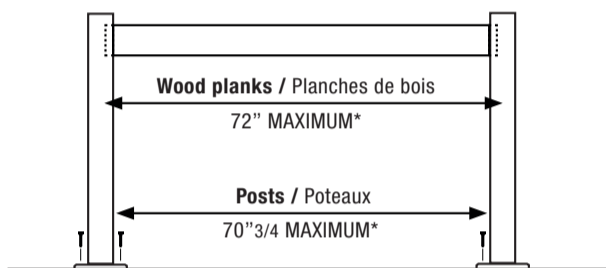 Wood planks / Planches de bois
72” MAXIMUM*
Posts / Poteaux
70”3/4 MAXIMUM*